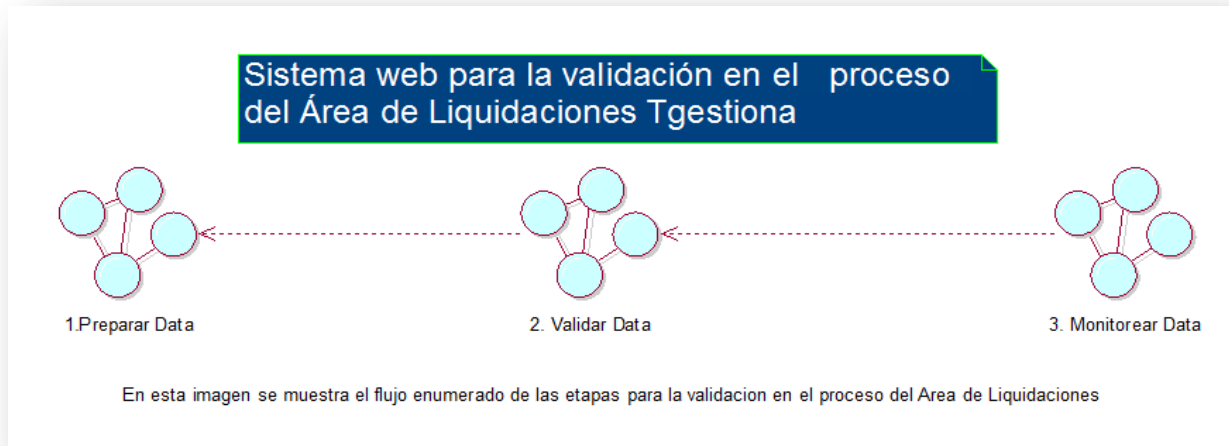 Sistema web para la validación en el proceso
del Área de Liquidaciones Tgestiona
1.Preparar Data
2. Validar Data
3. Monitorear Data
En esta imagen se muestra el flujo enumerado de las etapas para la validacion en el proceso del Area de Liquidaciones